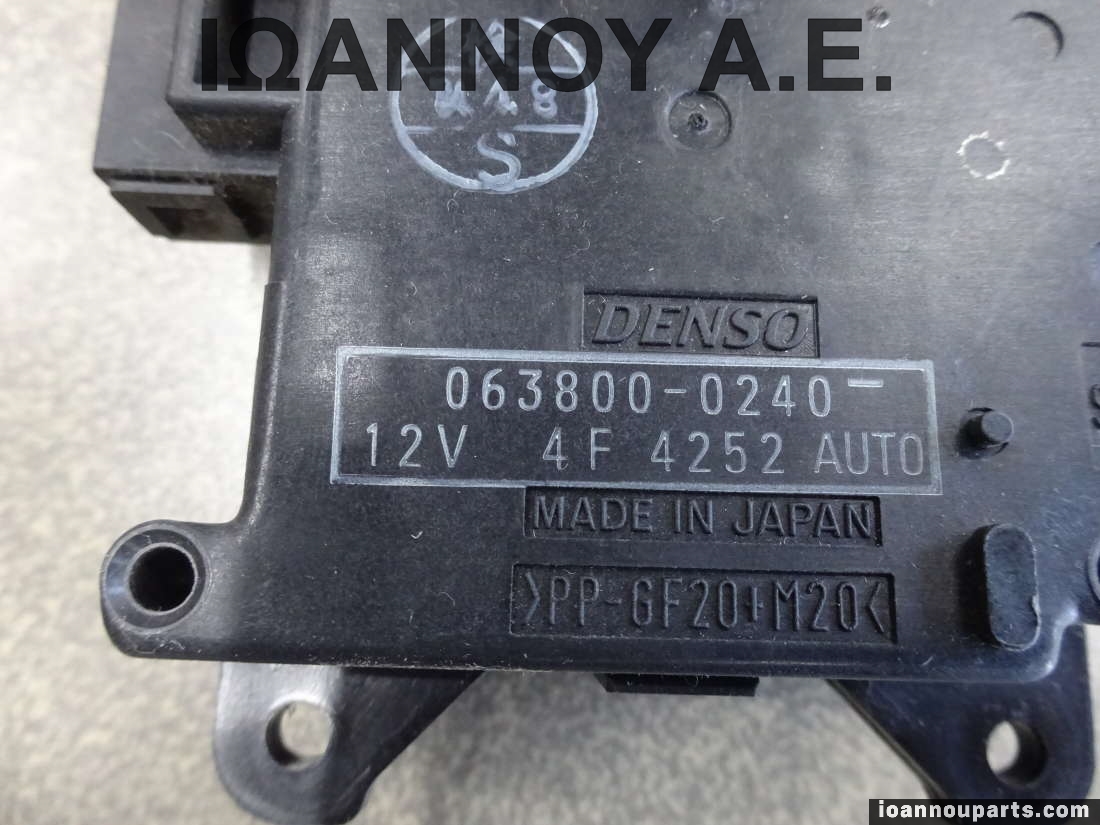 ΙΩΑΝΝΟΥ Α.Ε.
S
DENSO
063800-0240
12V 4F 4252 AUTO
MADE IN JAPAN
>PP-GF20+M20<
ioannouparts.com